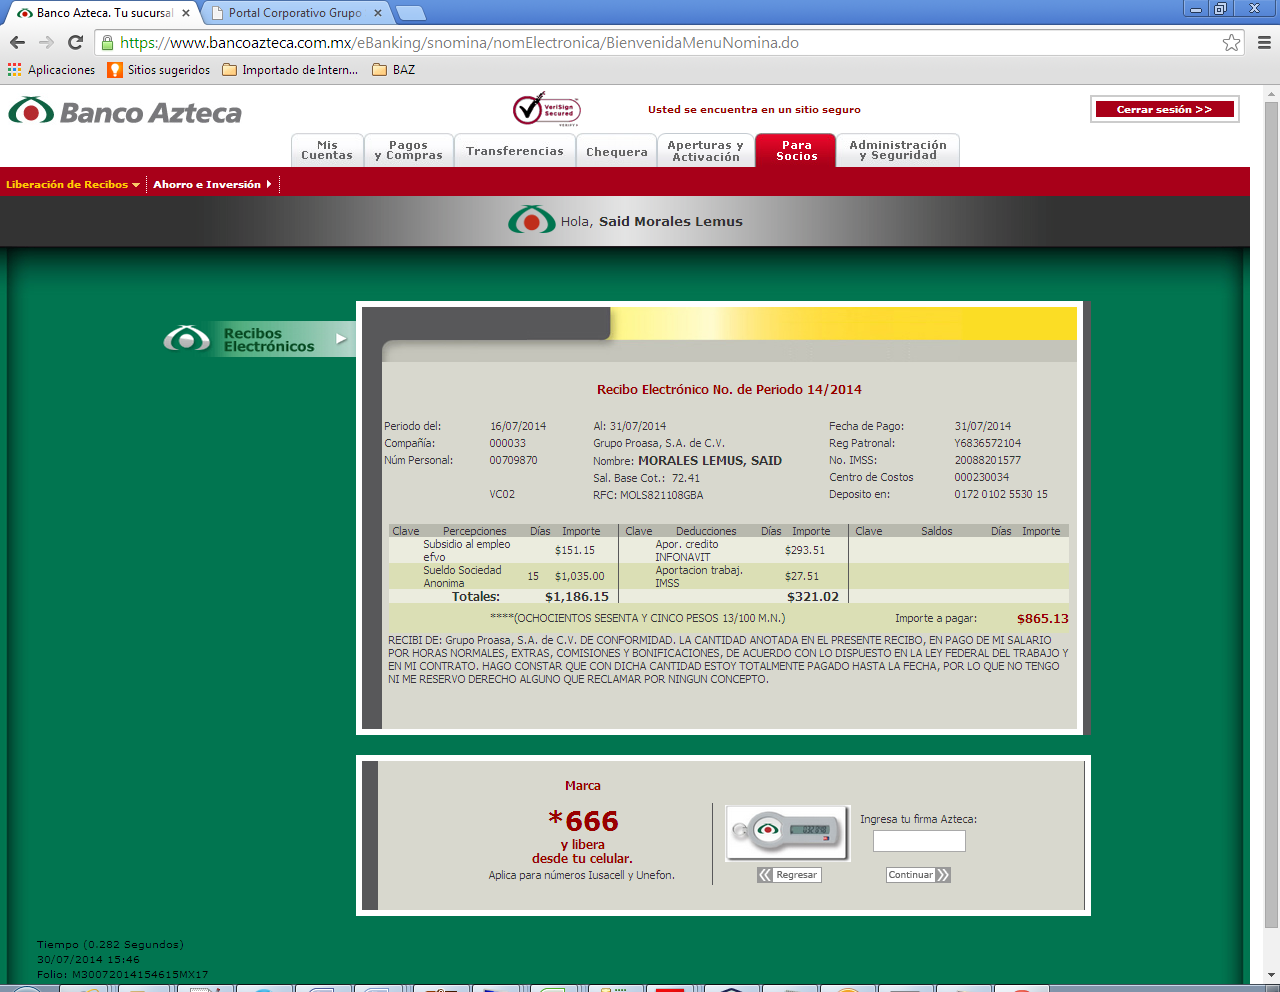 Banco Azteca. Tu sucursal
Portal Corporativo Grupo
https://www.bancoazteca.com.mx/eBanking/snomina/nomElectronica/BienvenidaMenuNomina.do
Aplicaciones Sitios sugeridos Importado de Intern... BAZ
Banco Azteca
VeriSign
Secured
VERIFY
Usted se encuentra en un sitio seguro
Cerrar sesión >>
Mis
Cuentas
Pagos
y Compras
Transferencias
Chequera
Aperturas y
Activación
Para
Socios
Administración
y Seguridad
Liberación de Recibos
Ahorro e Inversión
Hola, Said Morales Lemus
Recibos
Electrónicos
Recibo Electrónico No. de Periodo 14/2014
Periodo del: 16/07/2014 Al: 31/07/2014 Fecha de Pago: 31/07/2014
Compañía: 000033 Grupo Proasa, S.A. de C.V. Reg Patronal: Y6836572104
Núm Personal: 00709870 Nombre: MORALES LEMUS, SAID No. IMSS: 20088201577
Sal. Base Cot.: 72.41 Centro de Costos 000230034
VC02 RFC: MOLS821108GBA Deposito en: 0172 0102 5530 15
Clave Percepciones Días Importe Clave Deducciones Días Importe Clave Saldos Días Importe
Subsidio al empleo
efvo
$151.15
Apor. credito
INFONAVIT
$293.51
Sueldo Sociedad
Anonima
15 $1,035.00
Aportacion trabaj.
IMSS
$27.51
Totales: $1,186.15 $321.02
****(OCHOCIENTOS SESENTA Y CINCO PESOS 13/100 M.N.) Importe a pagar: $865.13
RECIBI DE: Grupo Proasa, S.A. de C.V. DE CONFORMIDAD. LA CANTIDAD ANOTADA EN EL PRESENTE RECIBO, EN PAGO DE MI SALARIO
POR HORAS NORMALES, EXTRAS, COMISIONES Y BONIFICACIONES, DE ACUERDO CON LO DISPUESTO EN LA LEY FEDERAL DEL TRABAJO Y
EN MI CONTRATO. HAGO CONSTAR QUE CON DICHA CANTIDAD ESTOY TOTALMENTE PAGADO HASTA LA FECHA, POR LO QUE NO TENGO
NI ME RESERVO DERECHO ALGUNO QUE RECLAMAR POR NINGUN CONCEPTO.
Marca
*666
y libera
desde tu celular.
Aplica para números Iusacell y Unefon.
Ingresa tu firma Azteca:
Regresar
Continuar
Tiempo (0.282 Segundos)
30/07/2014 15:46
Folio: M30072014154615MX17